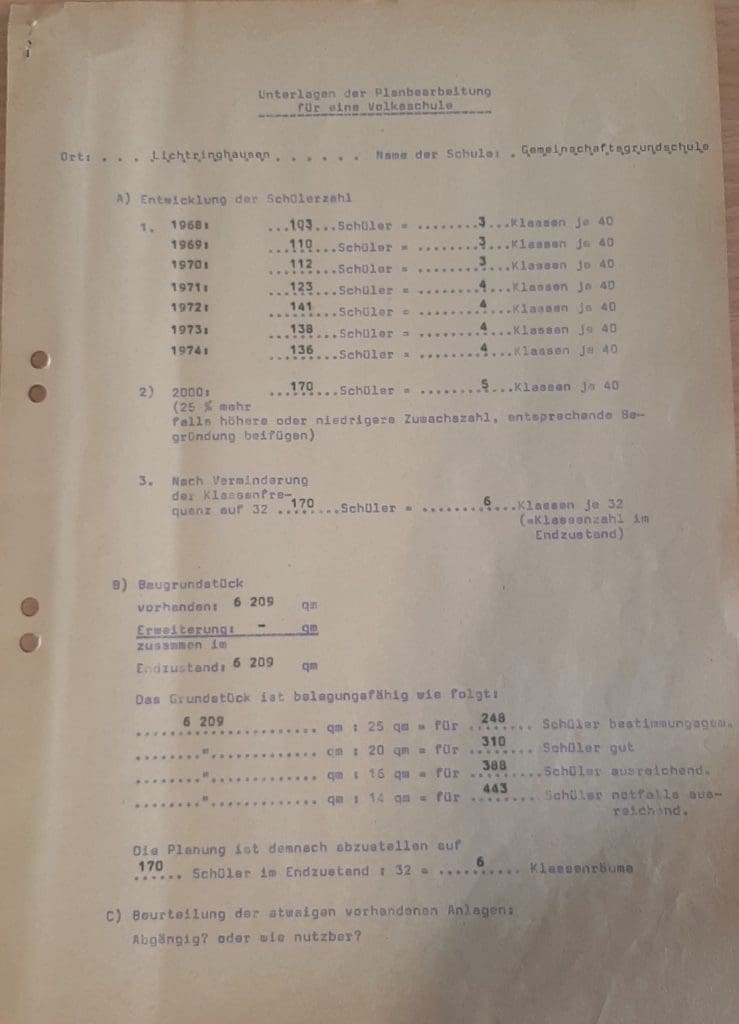 Unterlagen der Planbearbeitung
für eine Volksschule
Ort: . . . Lichtringhausen . . . . . . Name der Schule: . Gemeinschaftsgrundschule
A) Entwicklung der Schülerzahl
1. 1968: ...103...Schüler = ........3...Klassen je 40
1969: ...110...Schüler = ........3...Klassen je 40
1970: ...112...Schüler = ........3...Klassen je 40
1971: ...123...Schüler = ........4...Klassen je 40
1972: ...141...Schüler = ........4...Klassen je 40
1973: ...138...Schüler = ........4...Klassen je 40
1974: ...136...Schüler = ........4...Klassen je 40
2) 2000: ...170...Schüler = ........5...Klassen je 40
(25 % mehr
falls höhere oder niedrigere Zuwachszahl, entsprechende Be-
gründung beifügen)
3. Nach Verminderung
der Klassenfre-
quenz auf 32 ..170....Schüler = .........6...Klassen je 32
(=Klassenzahl im
Endzustand)
B) Baugrundstück
vorhanden: 6 209 qm
Erweiterung: - qm
zusammen im
Endzustand: 6 209 qm
Das Grundstück ist belegungsfähig wie folgt:
......6 209............... qm : 25 qm = für ..248.... Schüler bestimmungsgem.
.........".............. qm : 20 qm = für ..310.... Schüler gut
.........".............. qm : 16 qm = für ..388.....Schüler ausreichend.
.........".............. qm : 14 qm = für ..443.... Schüler notfalls aus-
reichend.
Die Planung ist demnach abzustellen auf
170... Schüler im Endzustand : 32 = .....6..... Klassenräume
C) Beurteilung der etwaigen vorhandenen Anlagen:
Abgängig? oder wie nutzbar?